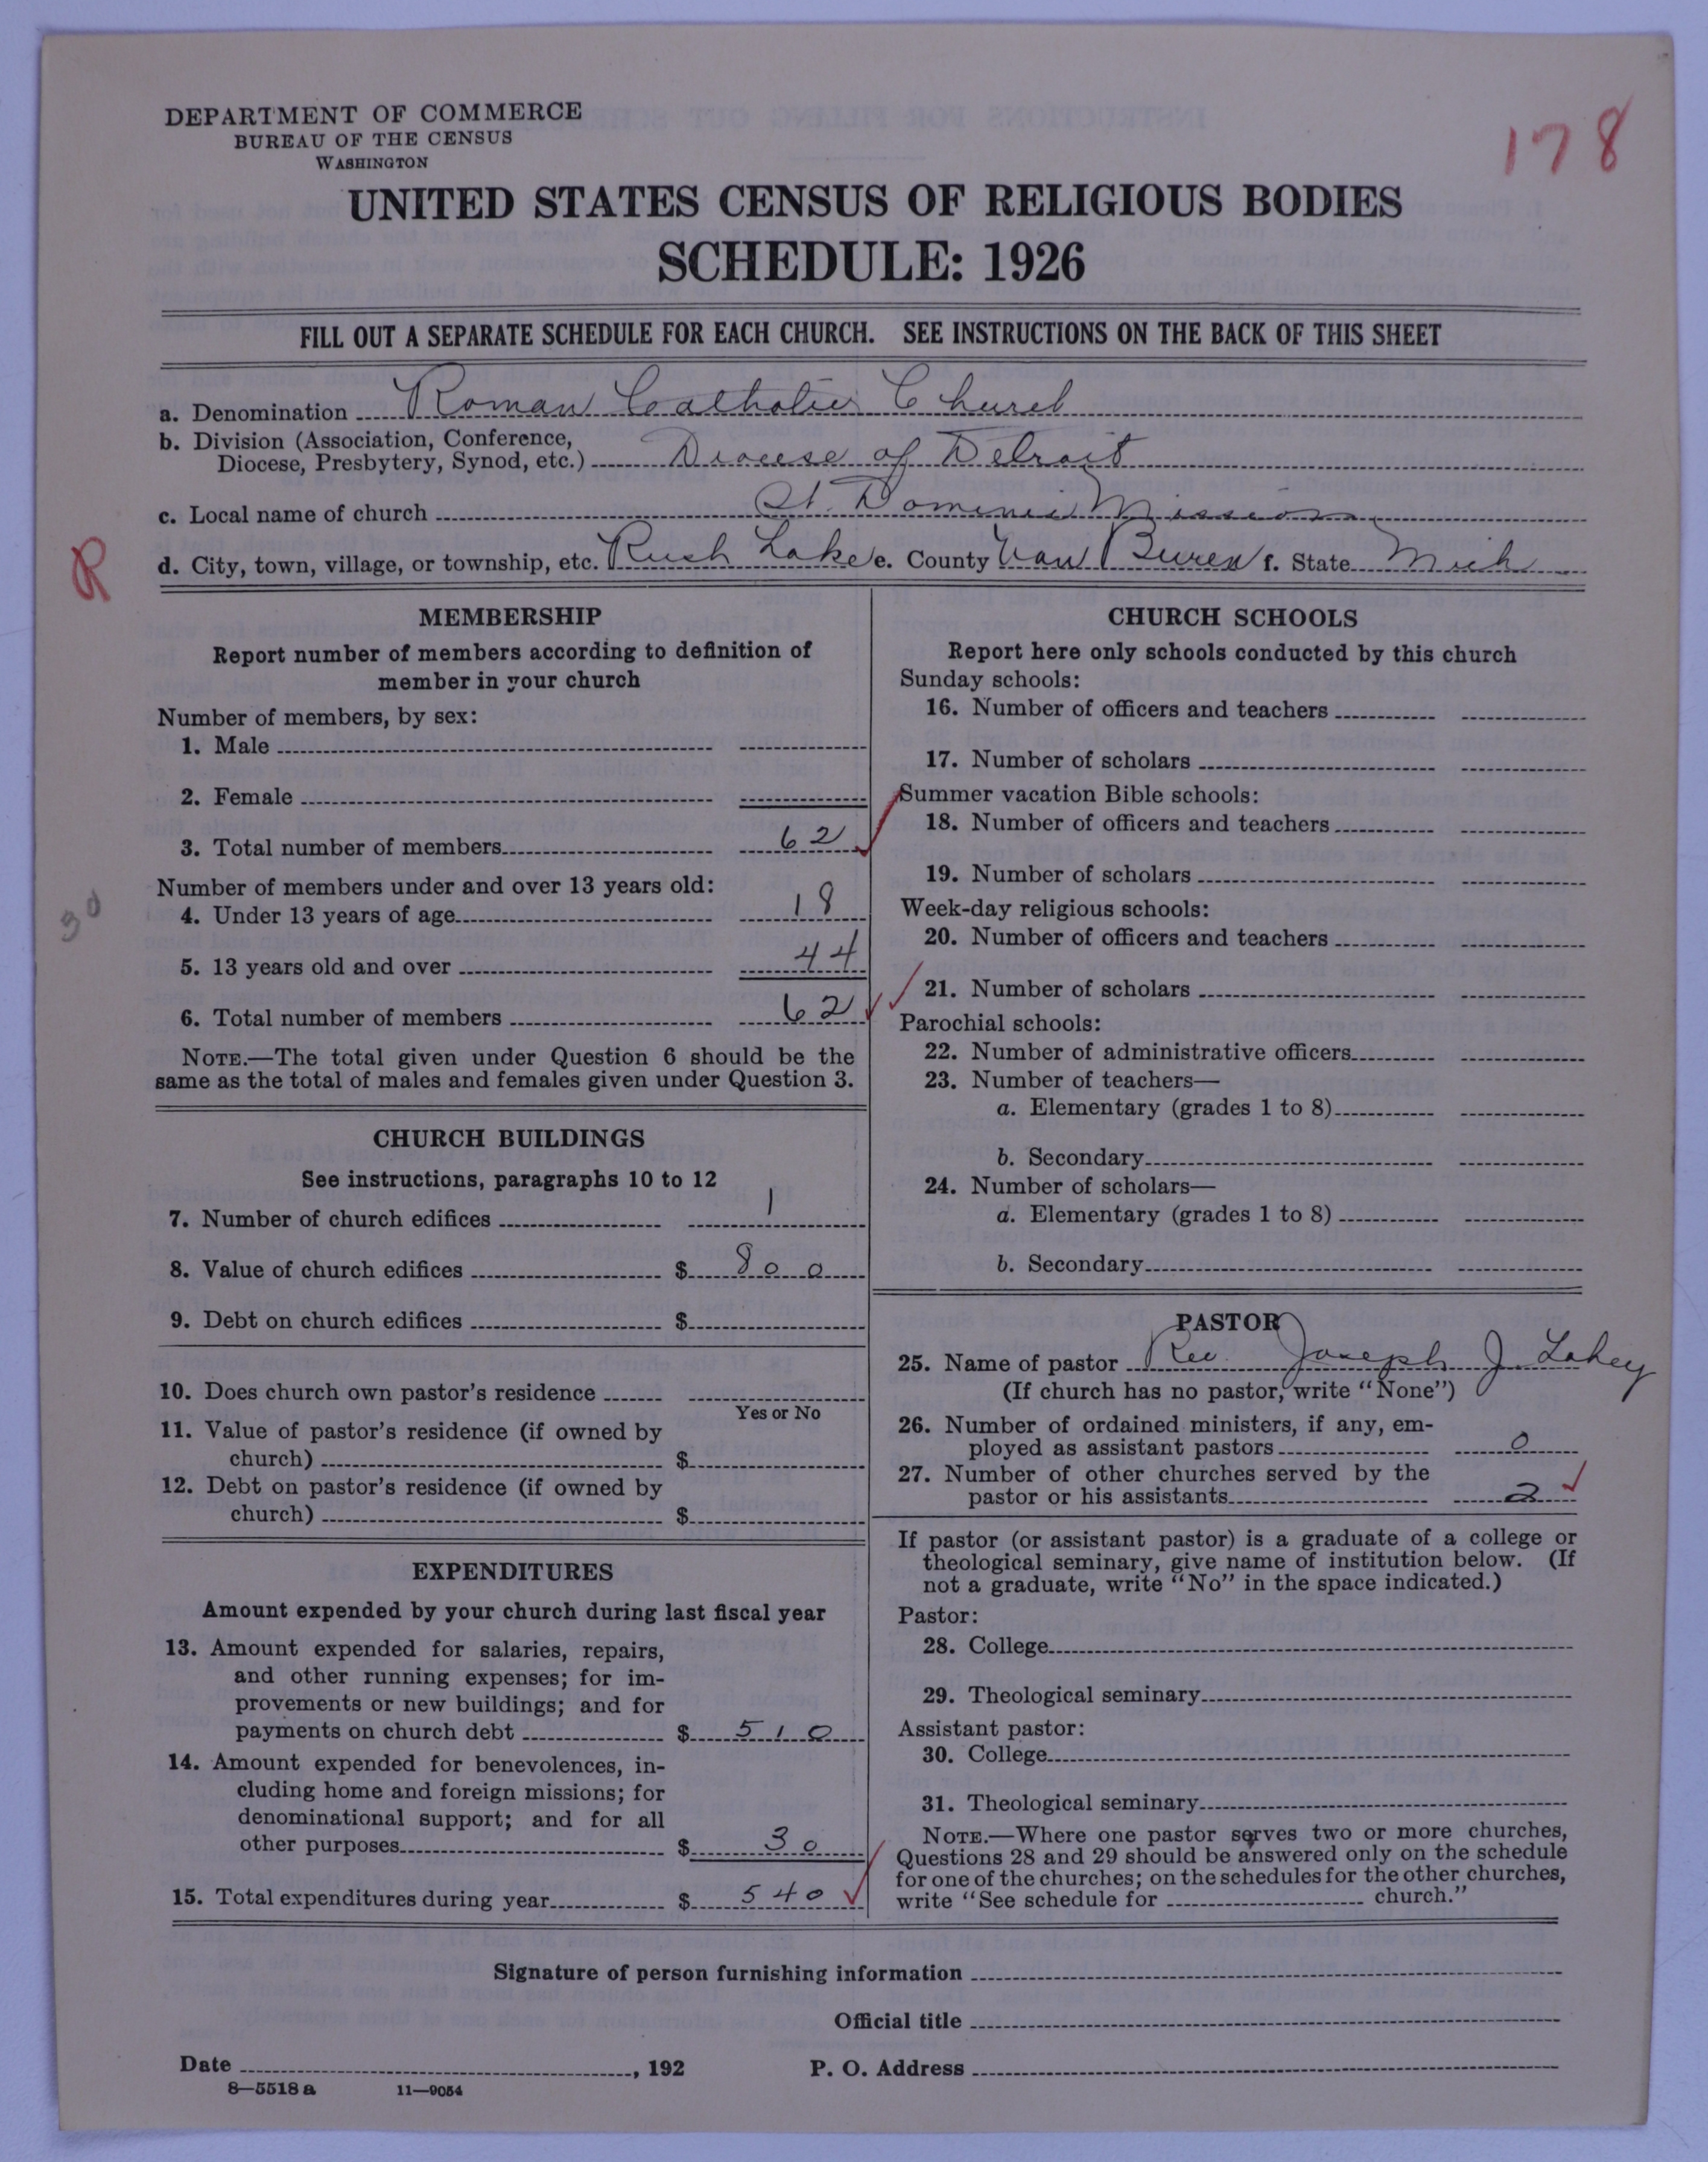 DEPARTMENT OF COMMERCE
BUREAU OF THE CENSUS
WASHINGTON
178
UNITED STATES CENSUS OF RELIGIOUS BODIES
SCHEDULE: 1926
FILL OUT A SEPARATE SCHEDULE FOR EACH CHURCH. SEE INSTRUCTIONS ON THE BACK OF THIS SHEET
a. Denomination Roman Catholic Church
b. Division (Association, Conference,
Diocese, Presbytery, Synod, etc.) Diocese of Detroit
c. Local name of church St. Dominic Mission
R
d. City, town, village, or township, etc. Rush Lake e. County Van Buren f. State Mich
MEMBERSHIP
Report number of members according to definition of
member in your church
Number of members, by sex:
1. Male
2. Female
3. Total number of members 62
Number of members under and over 13 years old:
4. Under 13 years of age 18
5. 13 years old and over 44
6. Total number of members 62
NOTE.—The total given under Question 6 should be the
same as the total of males and females given under Question 3.
CHURCH BUILDINGS
See instructions, paragraphs 10 to 12
7. Number of church edifices 1
8. Value of church edifices $ 800
9. Debt on church edifices $
10. Does church own pastor's residence
Yes or No
11. Value of pastor's residence (if owned by
church) $
12. Debt on pastor's residence (if owned by
church) $
EXPENDITURES
Amount expended by your church during last fiscal year
13. Amount expended for salaries, repairs,
and other running expenses; for im-
provements or new buildings; and for
payments on church debt $ 510
14. Amount expended for benevolences, in-
cluding home and foreign missions; for
denominational support; and for all
other purposes $ 30
15. Total expenditures during year $ 540
CHURCH SCHOOLS
Report here only schools conducted by this church
Sunday schools:
16. Number of officers and teachers
17. Number of scholars
Summer vacation Bible schools:
18. Number of officers and teachers
19. Number of scholars
Week-day religious schools:
20. Number of officers and teachers
21. Number of scholars
Parochial schools:
22. Number of administrative officers
23. Number of teachers—
a. Elementary (grades 1 to 8)
b. Secondary
24. Number of scholars—
a. Elementary (grades 1 to 8)
b. Secondary
PASTOR
25. Name of pastor Rev. Joseph J. Lahey
(If church has no pastor, write "None")
26. Number of ordained ministers, if any, em-
ployed as assistant pastors 0
27. Number of other churches served by the
pastor or his assistants 2
If pastor (or assistant pastor) is a graduate of a college or
theological seminary, give name of institution below. (If
not a graduate, write "No" in the space indicated.)
Pastor:
28. College
29. Theological seminary
Assistant pastor:
30. College
31. Theological seminary
NOTE.—Where one pastor serves two or more churches,
Questions 28 and 29 should be answered only on the schedule
for one of the churches; on the schedules for the other churches,
write "See schedule for church."
Signature of person furnishing information
Official title
Date , 192 P. O. Address
8—5518 a 11—9054